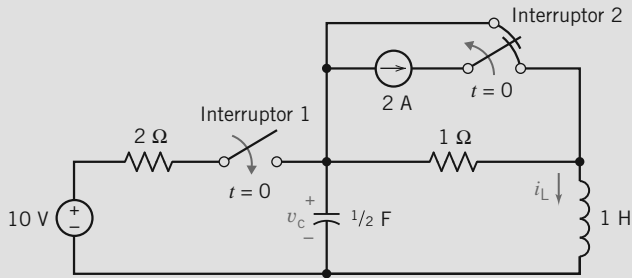 Interruptor 2
2 A
t = 0
Interruptor 1
2 Ω
t = 0
1 Ω
10 V
+
−
+
v_c
−
1/2 F
i_L
1 H